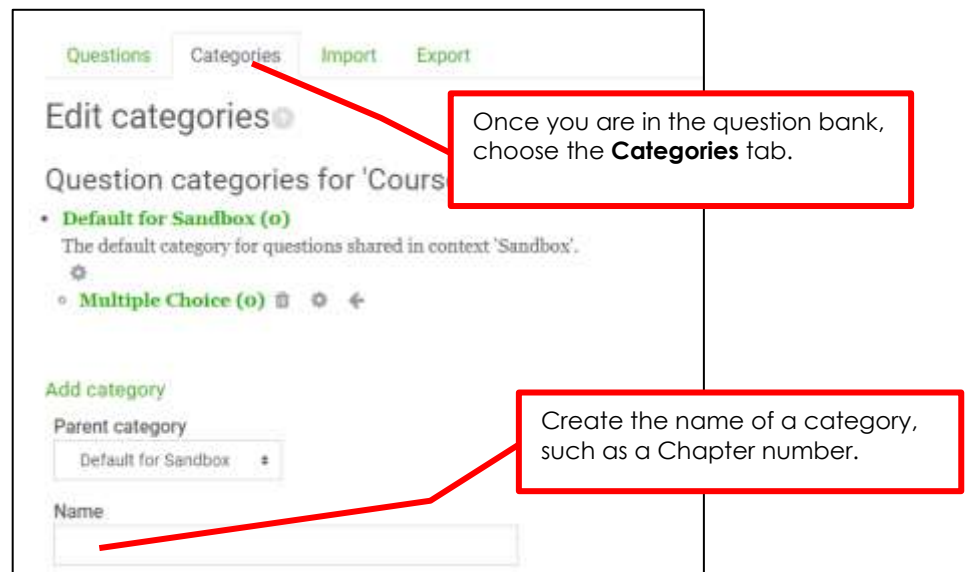 Questions Categories Import Export
Edit categories
Once you are in the question bank,
choose the Categories tab.
Question categories for 'Cours
• Default for Sandbox (0)
The default category for questions shared in context 'Sandbox'.
◦ Multiple Choice (0)
Add category
Create the name of a category,
such as a Chapter number.
Parent category
Default for Sandbox
Name